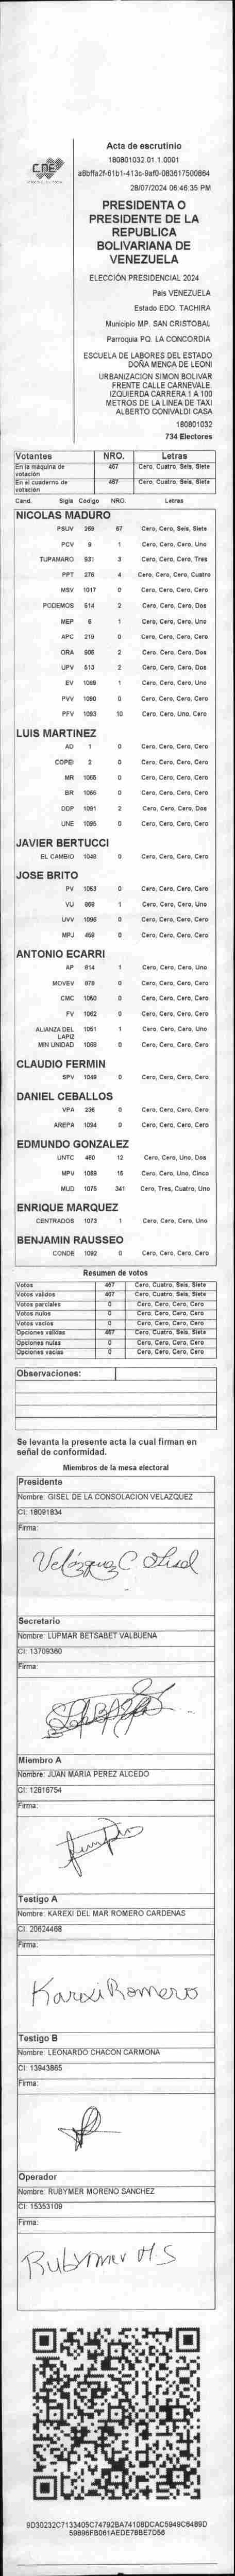 Acta de escrutinio
180801032.01.1.0001
a8bffa2f-61b1-413c-9af0-083617500864
28/07/2024 06:46:35 PM
CNE
PRESIDENTA O
PRESIDENTE DE LA
REPUBLICA
BOLIVARIANA DE
VENEZUELA
ELECCIÓN PRESIDENCIAL 2024
País VENEZUELA
Estado EDO. TACHIRA
Municipio MP. SAN CRISTOBAL
Parroquia PQ. LA CONCORDIA
ESCUELA DE LABORES DEL ESTADO
DOÑA MENCA DE LEONI
URBANIZACION SIMON BOLIVAR
FRENTE CALLE CARNEVALE.
IZQUIERDA CARRERA 1 A 100
METROS DE LA LINEA DE TAXI
ALBERTO CONIVALDI CASA
180801032
734 Electores
Votantes NRO. Letras
En la máquina de votación 467 Cero, Cuatro, Seis, Siete
En el cuaderno de votación 467 Cero, Cuatro, Seis, Siete
Cand. Sigla Codigo NRO. Letras
NICOLAS MADURO
PSUV 269 67 Cero, Cero, Seis, Siete
PCV 9 1 Cero, Cero, Cero, Uno
TUPAMARO 931 3 Cero, Cero, Cero, Tres
PPT 276 4 Cero, Cero, Cero, Cuatro
MSV 1017 0 Cero, Cero, Cero, Cero
PODEMOS 614 2 Cero, Cero, Cero, Dos
MEP 6 1 Cero, Cero, Cero, Uno
APC 219 0 Cero, Cero, Cero, Cero
ORA 906 2 Cero, Cero, Cero, Dos
UPV 513 2 Cero, Cero, Cero, Dos
EV 1089 1 Cero, Cero, Cero, Uno
PVV 1090 0 Cero, Cero, Cero, Cero
PFV 1093 10 Cero, Cero, Uno, Cero
LUIS MARTINEZ
AD 1 0 Cero, Cero, Cero, Cero
COPEI 2 0 Cero, Cero, Cero, Cero
MR 1065 0 Cero, Cero, Cero, Cero
BR 1066 0 Cero, Cero, Cero, Cero
DDP 1091 2 Cero, Cero, Cero, Dos
UNE 1095 0 Cero, Cero, Cero, Cero
JAVIER BERTUCCI
EL CAMBIO 1048 0 Cero, Cero, Cero, Cero
JOSE BRITO
PV 1053 0 Cero, Cero, Cero, Cero
VU 869 1 Cero, Cero, Cero, Uno
UVV 1096 0 Cero, Cero, Cero, Cero
MPJ 458 0 Cero, Cero, Cero, Cero
ANTONIO ECARRI
AP 814 1 Cero, Cero, Cero, Uno
MOVEV 878 0 Cero, Cero, Cero, Cero
CMC 1050 0 Cero, Cero, Cero, Cero
FV 1062 0 Cero, Cero, Cero, Cero
ALIANZA DEL LAPIZ 1051 1 Cero, Cero, Cero, Uno
MIN UNIDAD 1068 0 Cero, Cero, Cero, Cero
CLAUDIO FERMIN
SPV 1049 0 Cero, Cero, Cero, Cero
DANIEL CEBALLOS
VPA 236 0 Cero, Cero, Cero, Cero
AREPA 1094 0 Cero, Cero, Cero, Cero
EDMUNDO GONZALEZ
UNTC 460 12 Cero, Cero, Uno, Dos
MPV 1069 15 Cero, Cero, Uno, Cinco
MUD 1075 341 Cero, Tres, Cuatro, Uno
ENRIQUE MARQUEZ
CENTRADOS 1073 1 Cero, Cero, Cero, Uno
BENJAMIN RAUSSEO
CONDE 1092 0 Cero, Cero, Cero, Cero
Resumen de votos
Votos 467 Cero, Cuatro, Seis, Siete
Votos validos 467 Cero, Cuatro, Seis, Siete
Votos parciales 0 Cero, Cero, Cero, Cero
Votos nulos 0 Cero, Cero, Cero, Cero
Votos vacios 0 Cero, Cero, Cero, Cero
Opciones validas 467 Cero, Cuatro, Seis, Siete
Opciones nulas 0 Cero, Cero, Cero, Cero
Opciones vacias 0 Cero, Cero, Cero, Cero
Observaciones:
Se levanta la presente acta la cual firman en
señal de conformidad.
Miembros de la mesa electoral
Presidente
Nombre: GISEL DE LA CONSOLACION VELAZQUEZ
CI: 18091834
Firma:
Velázquez C Gisel
Secretario
Nombre: LUPMAR BETSABET VALBUENA
CI: 13709360
Firma:
Miembro A
Nombre: JUAN MARIA PEREZ ALCEDO
CI: 12816754
Firma:
Testigo A
Nombre: KAREXI DEL MAR ROMERO CARDENAS
CI: 20624468
Firma:
Karexi Romero
Testigo B
Nombre: LEONARDO CHACON CARMONA
CI: 13943865
Firma:
Operador
Nombre: RUBYMER MORENO SANCHEZ
CI: 15353109
Firma:
Rubymer M.S
9D30232C7133405C74792BA74108DCAC5949C6489D
59896FB061AEDE76BE7D56